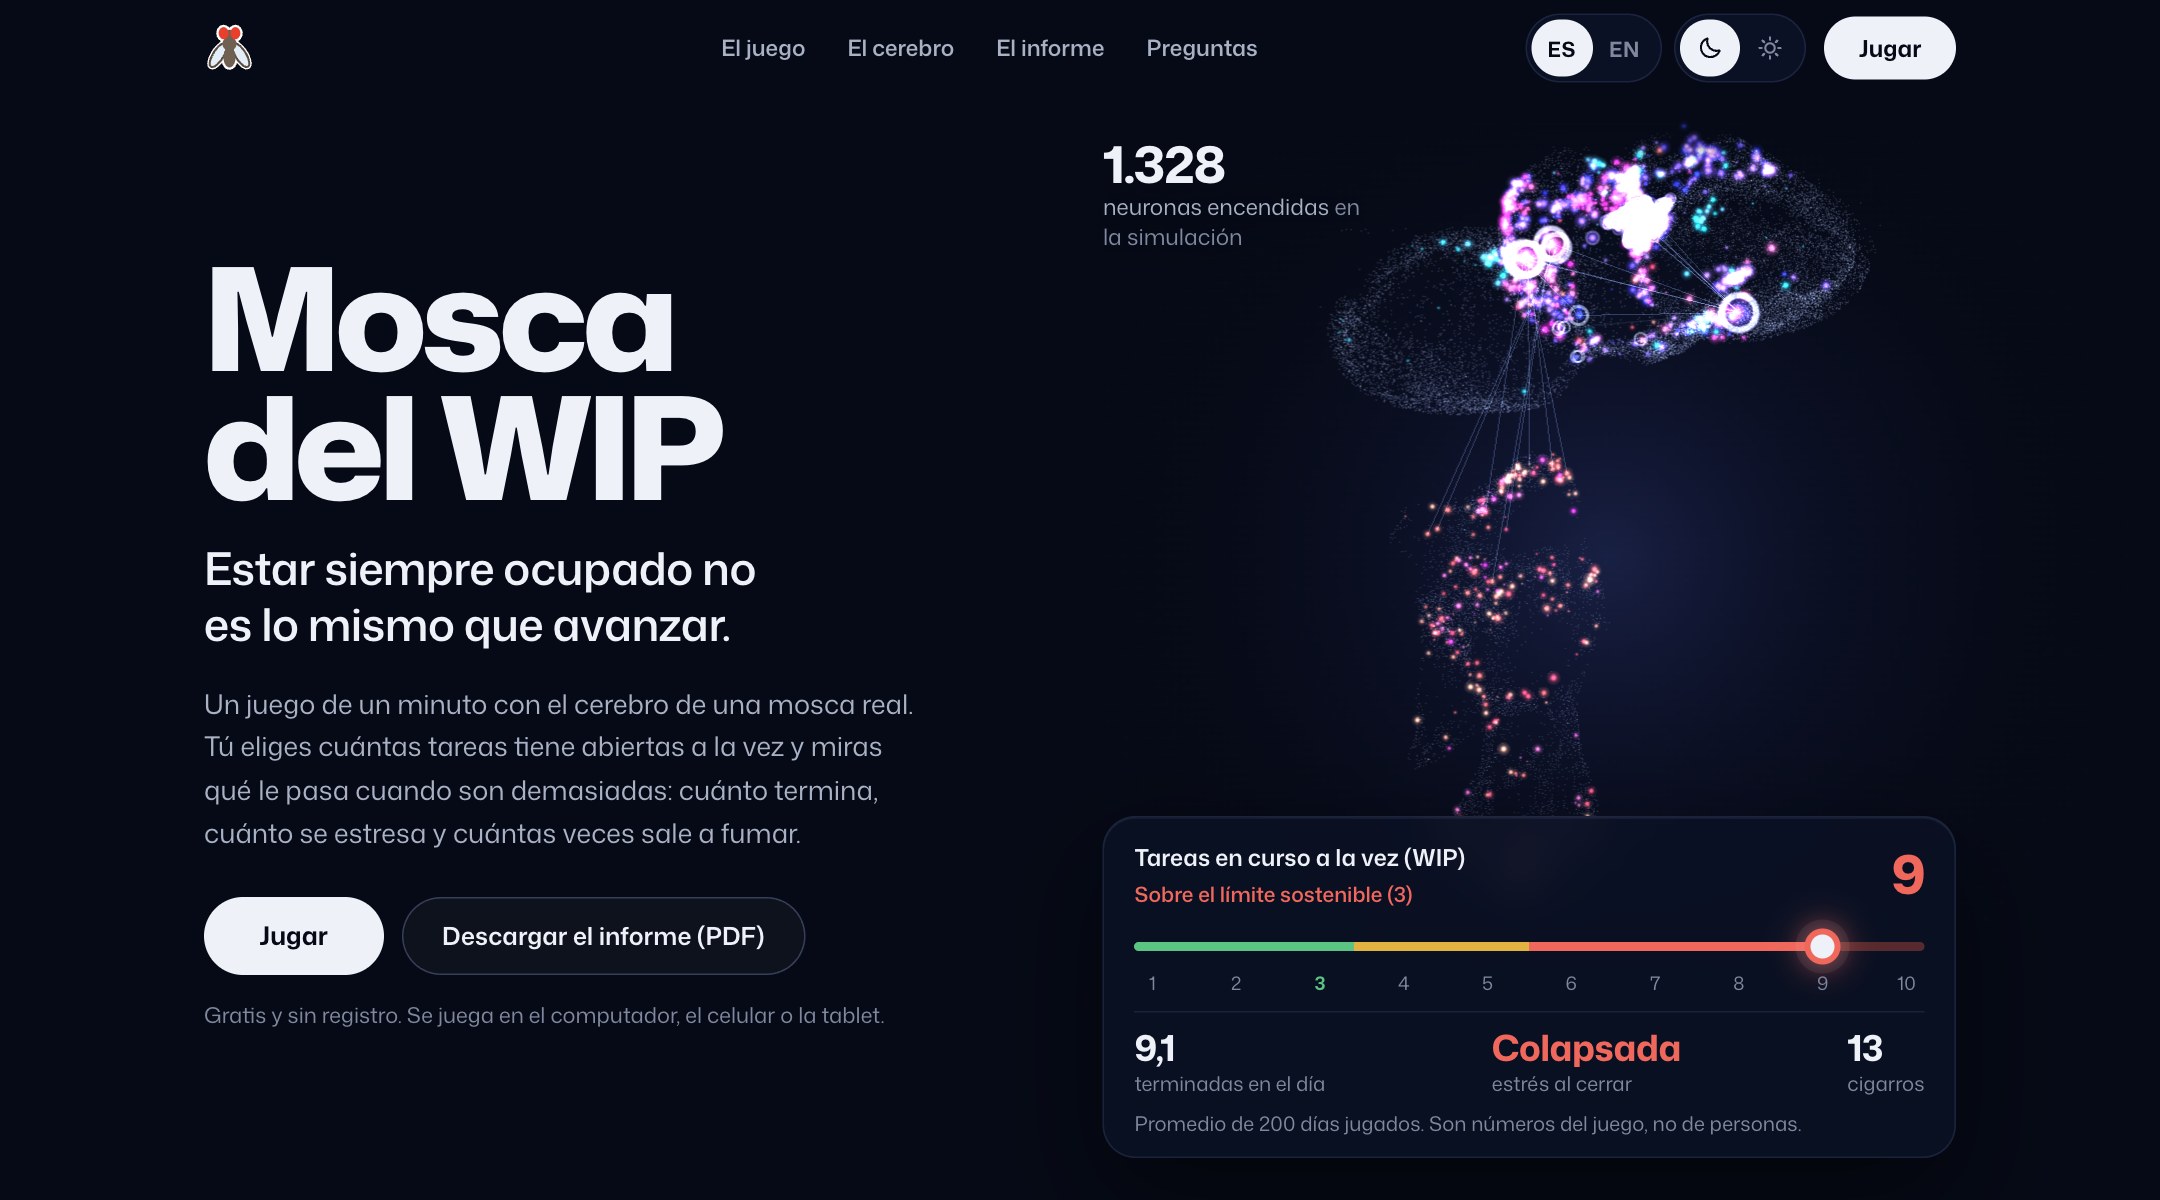 El juego
El cerebro
El informe
Preguntas
ES
EN
Jugar
Mosca
del WIP
Estar siempre ocupado no
es lo mismo que avanzar.
Un juego de un minuto con el cerebro de una mosca real.
Tú eliges cuántas tareas tiene abiertas a la vez y miras
qué le pasa cuando son demasiadas: cuánto termina,
cuánto se estresa y cuántas veces sale a fumar.
Jugar
Descargar el informe (PDF)
Gratis y sin registro. Se juega en el computador, el celular o la tablet.
1.328
neuronas encendidas en
la simulación
Tareas en curso a la vez (WIP)
Sobre el límite sostenible (3)
9
1 2 3 4 5 6 7 8 9 10
9,1
terminadas en el día
Colapsada
estrés al cerrar
13
cigarros
Promedio de 200 días jugados. Son números del juego, no de personas.